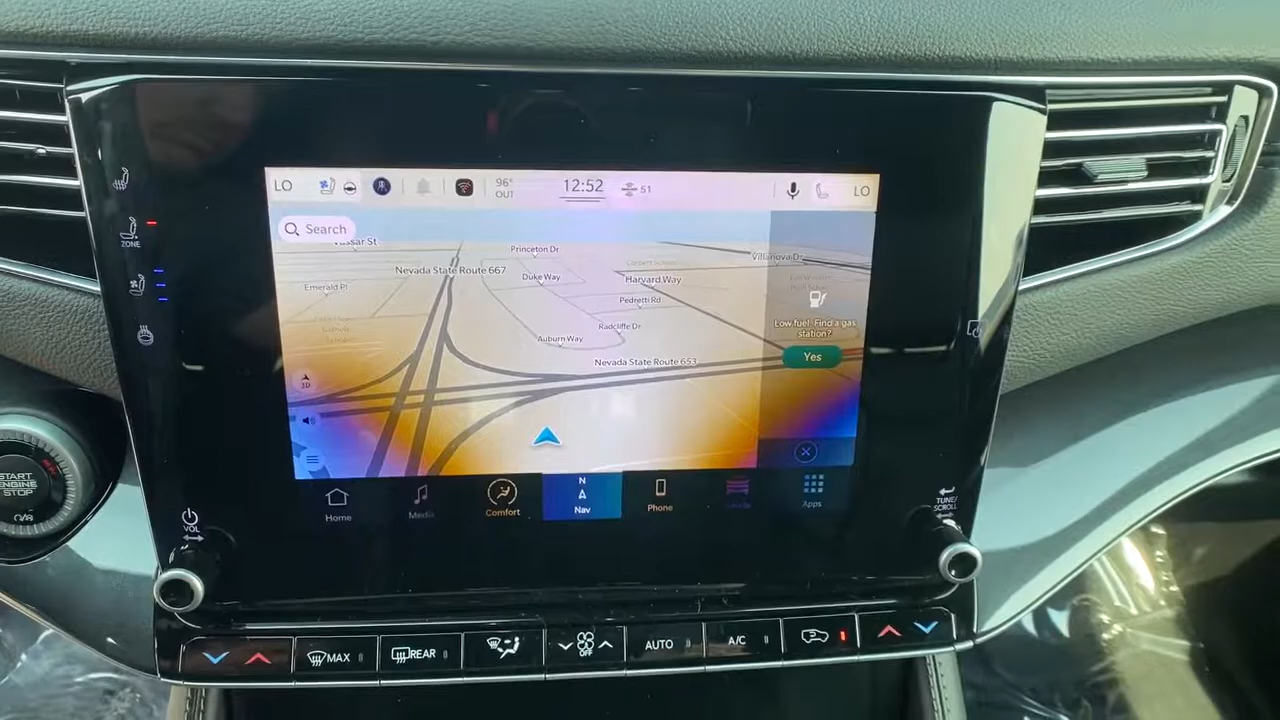 LO
96°
OUT
12:52
51
LO
Search
Vassar St
Princeton Dr
Villanova Dr
Nevada State Route 667
Duke Way
Harvard Way
Emerald Pl
Pedretti Rd
Radcliffe Dr
Auburn Way
Nevada State Route 653
Low fuel. Find a gas
station?
Yes
3D
ZONE
START
ENGINE
STOP
N
Home
Media
Comfort
Nav
Phone
Apps
VOL
TUNE/
SCROLL
MAX
REAR
OFF
AUTO
A/C